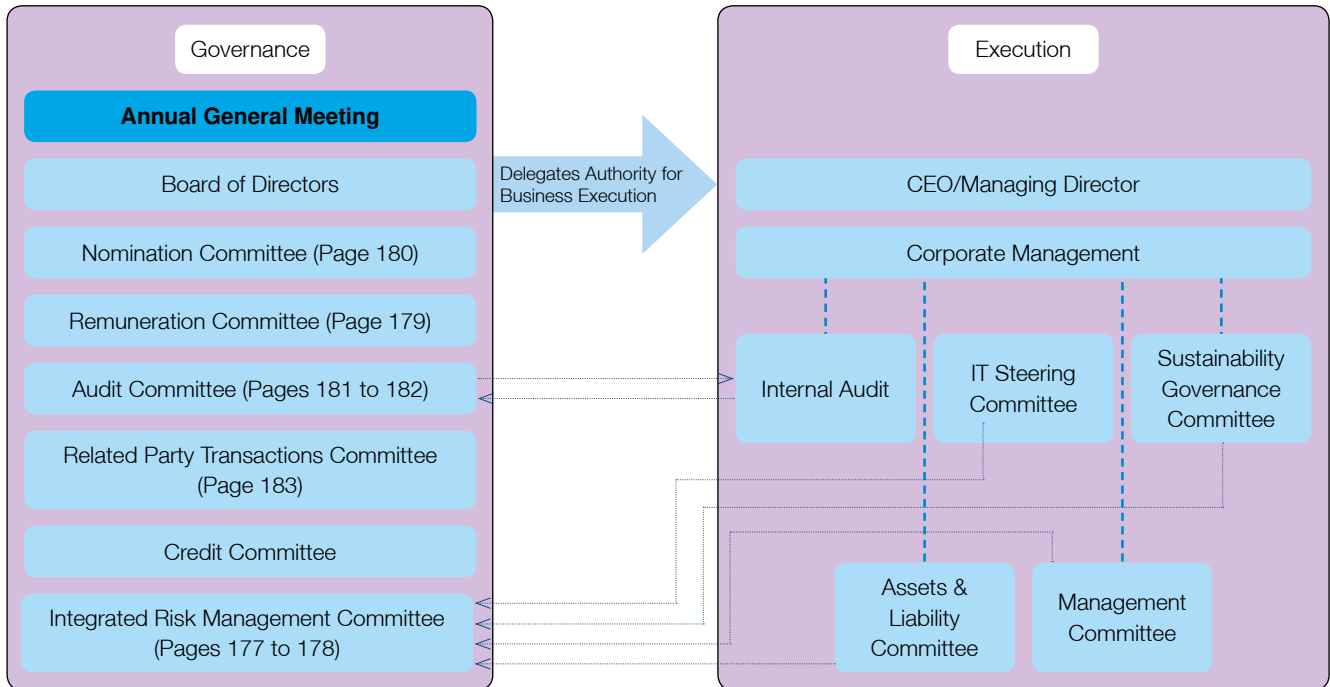 Governance
Annual General Meeting
Board of Directors
Nomination Committee (Page 180)
Remuneration Committee (Page 179)
Audit Committee (Pages 181 to 182)
Related Party Transactions Committee
(Page 183)
Credit Committee
Integrated Risk Management Committee
(Pages 177 to 178)
Delegates Authority for
Business Execution
Execution
CEO/Managing Director
Corporate Management
Internal Audit
IT Steering
Committee
Sustainability
Governance
Committee
Assets &
Liability
Committee
Management
Committee